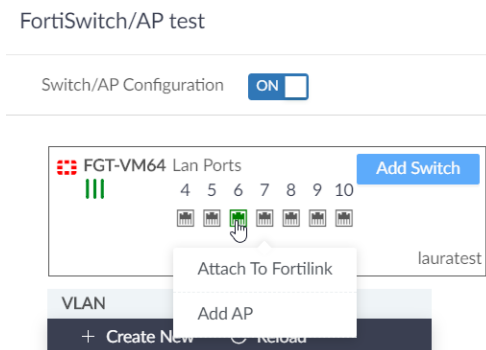 FortiSwitch/AP test
Switch/AP Configuration ON
FGT-VM64 Lan Ports Add Switch
4 5 6 7 8 9 10
lauratest
Attach To Fortilink
Add AP
VLAN
+ Create New Reload